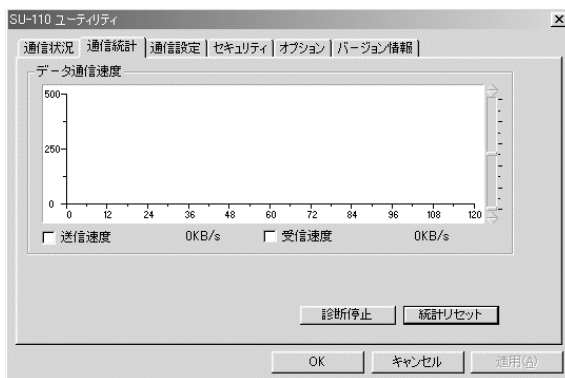 SU-110 ユーティリティ
通信状況 通信統計 通信設定 セキュリティ オプション バージョン情報
データ通信速度
500
250
0
0 12 24 36 48 60 72 84 96 108 120
送信速度 0KB/s 受信速度 0KB/s
診断停止 統計リセット
OK キャンセル 適用(A)